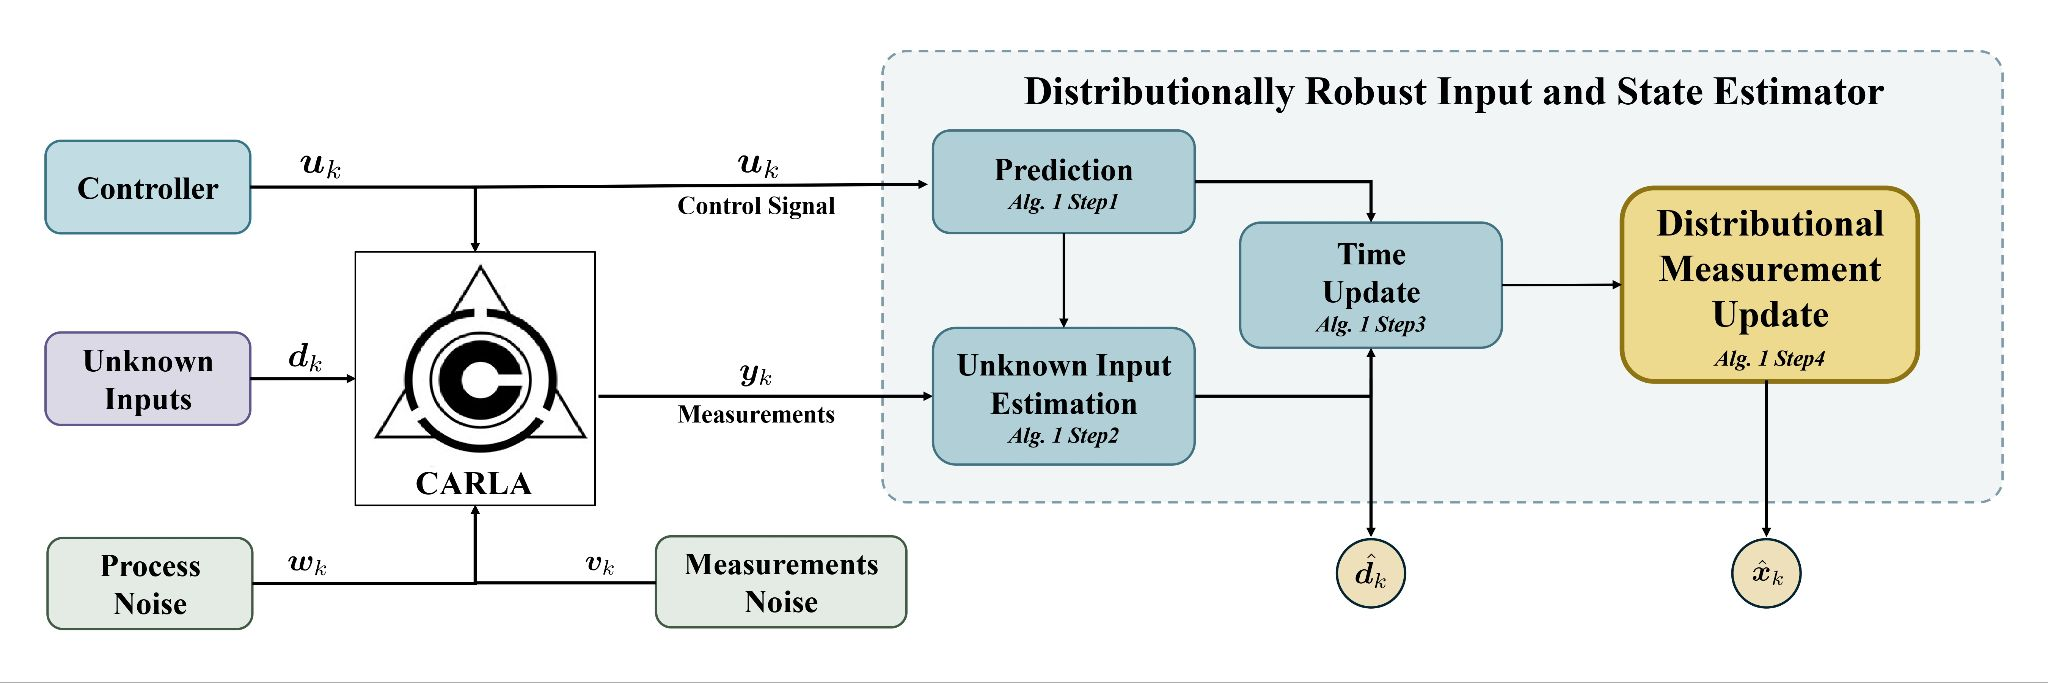 Distributionally Robust Input and State Estimator
Controller
u_k
u_k
Control Signal
Prediction
Alg. 1 Step1
Time
Update
Alg. 1 Step3
Distributional
Measurement
Update
Alg. 1 Step4
Unknown
Inputs
d_k
CARLA
y_k
Measurements
Unknown Input
Estimation
Alg. 1 Step2
Process
Noise
w_k
v_k
Measurements
Noise
d̂_k
x̂_k